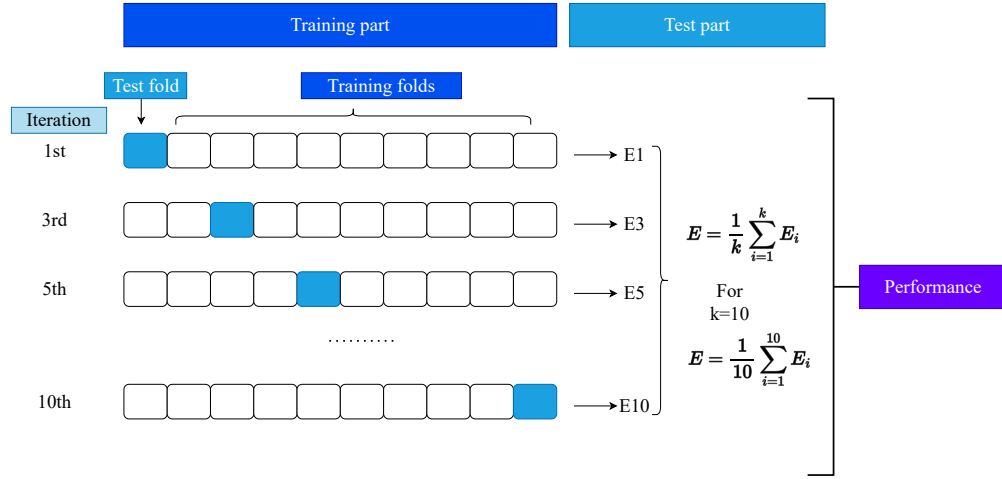 Training part
Test part
Test fold
Training folds
Iteration
1st
E1
3rd
E3
E = \frac{1}{k} \sum_{i=1}^{k} E_i
5th
E5
For
k=10
Performance
..........
E = \frac{1}{10} \sum_{i=1}^{10} E_i
10th
E10